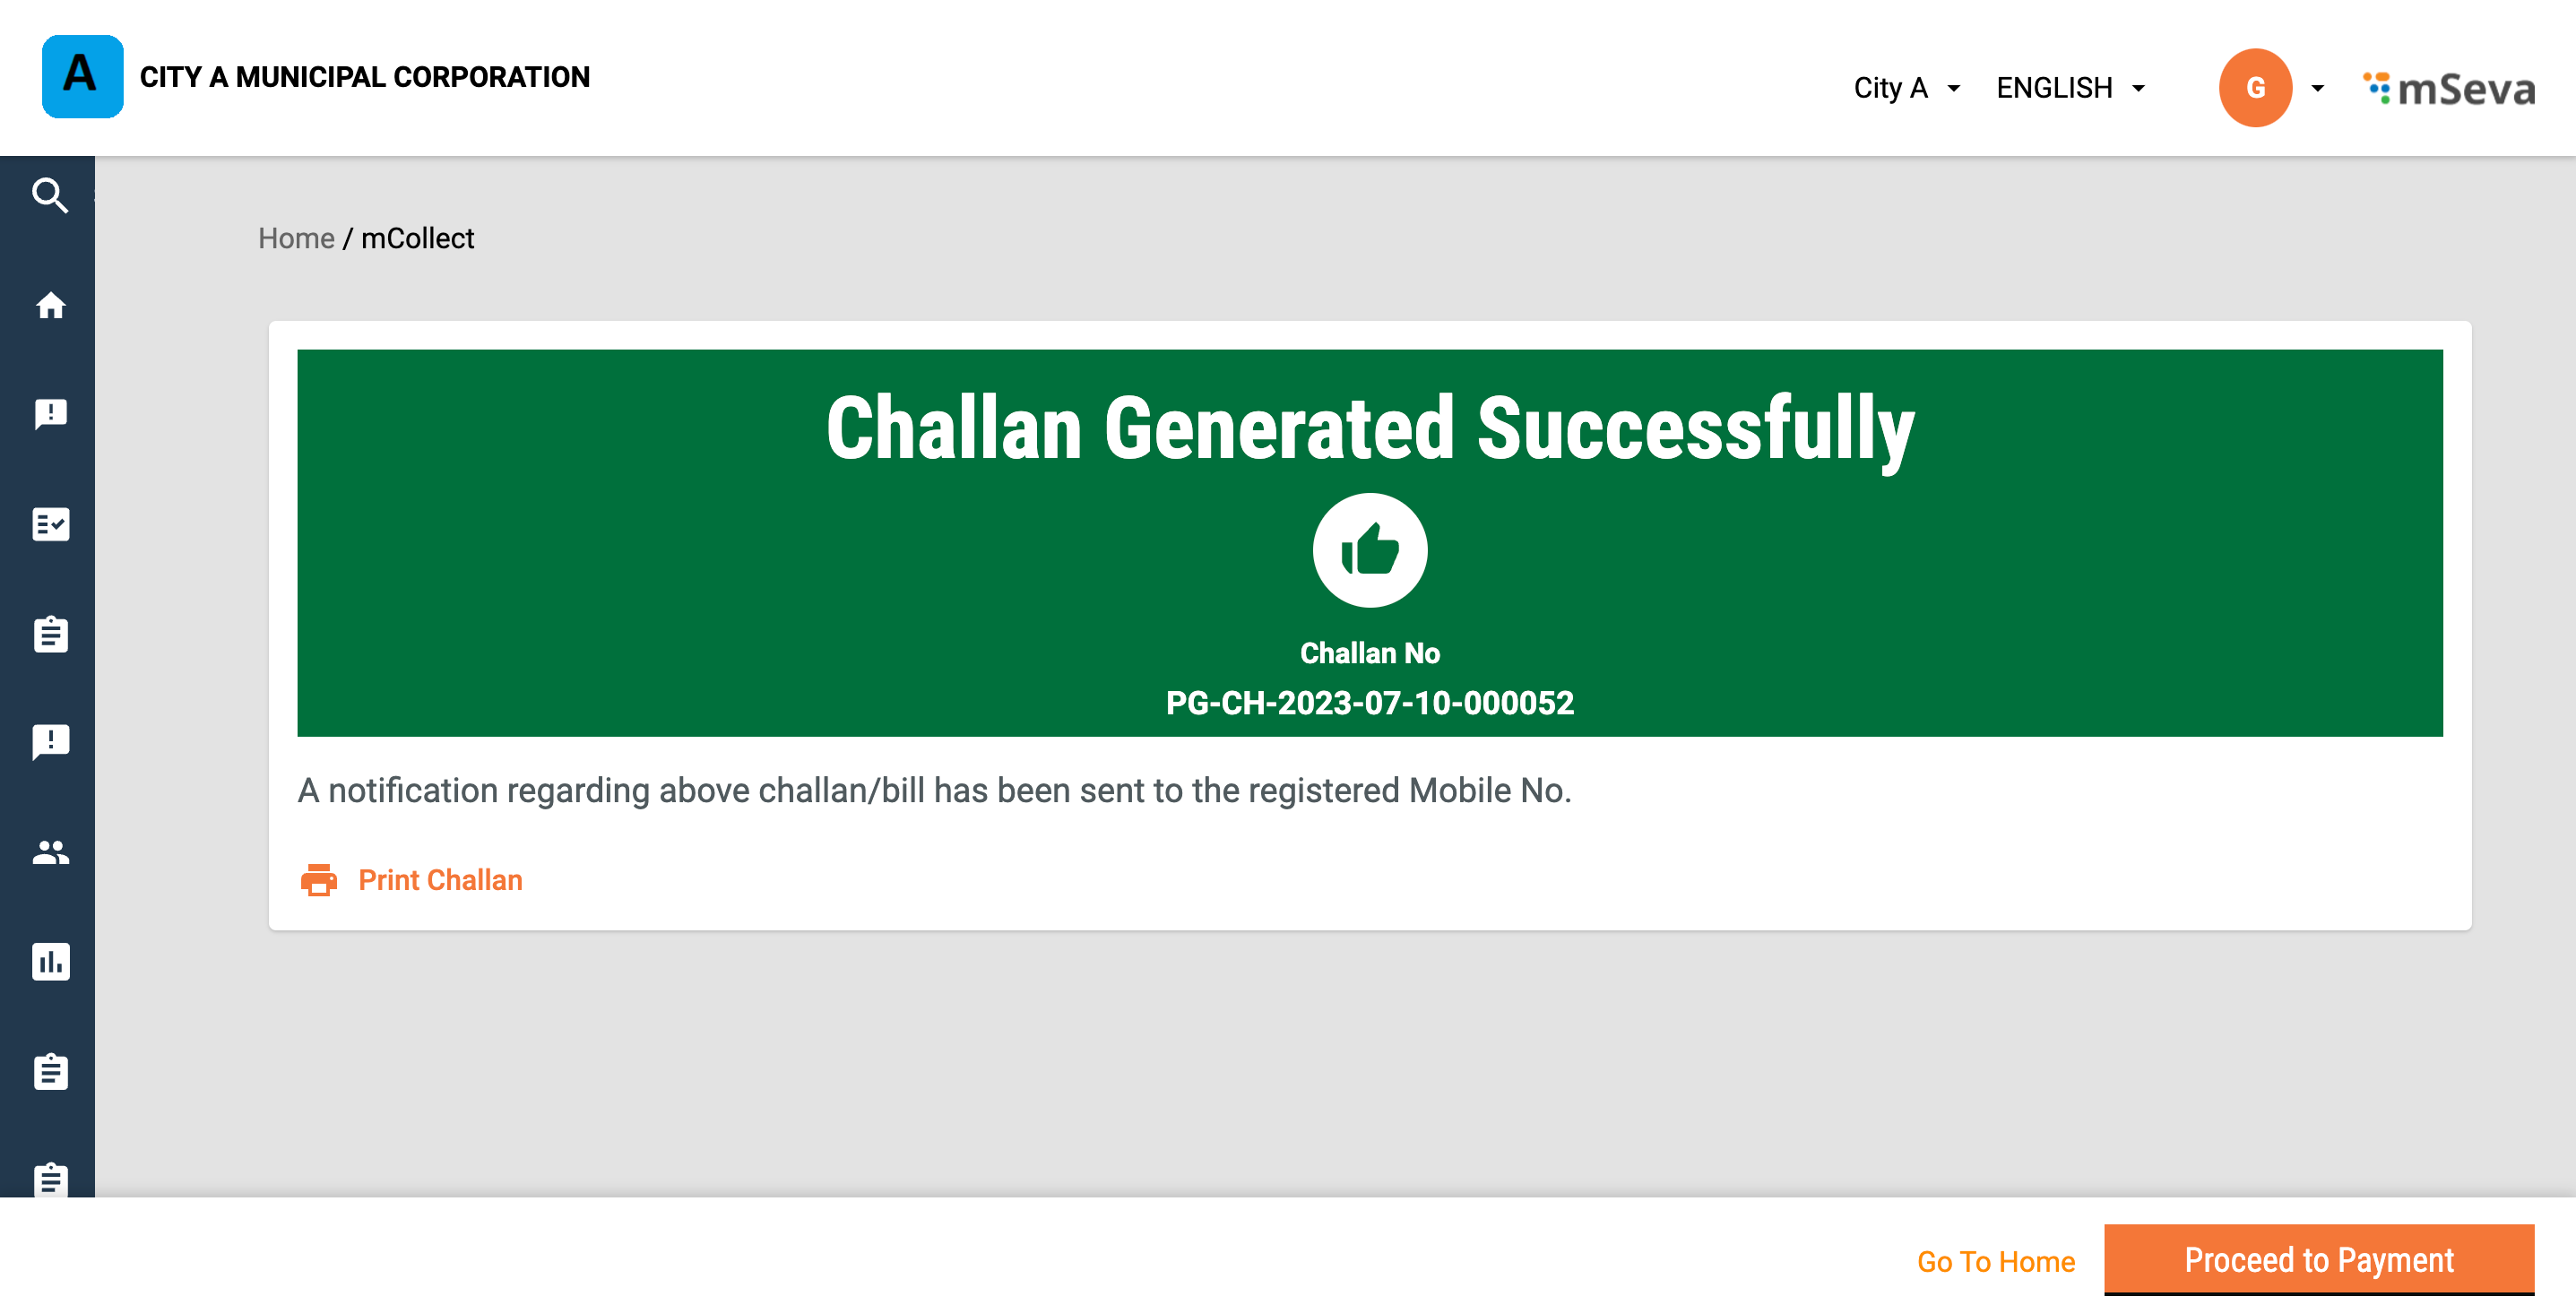 A
CITY A MUNICIPAL CORPORATION
City A
ENGLISH
G
mSeva
Home / mCollect
Challan Generated Successfully
Challan No
PG-CH-2023-07-10-000052
A notification regarding above challan/bill has been sent to the registered Mobile No.
Print Challan
Go To Home
Proceed to Payment